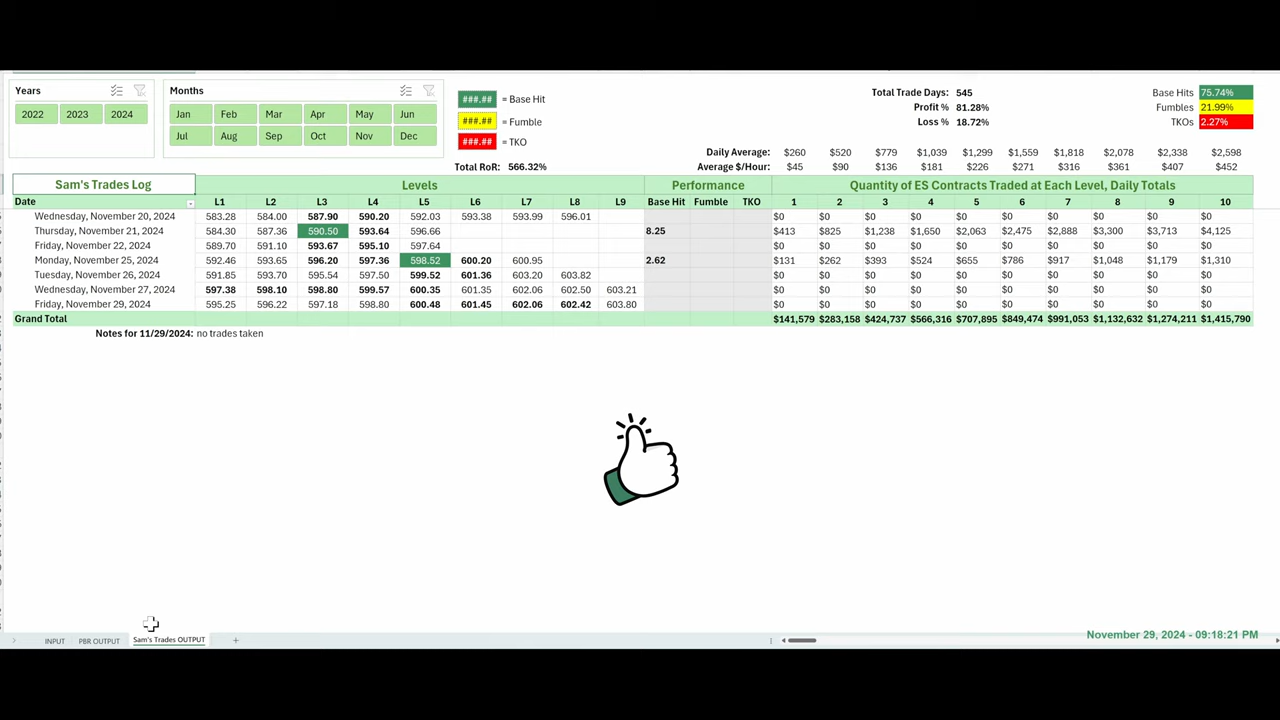 Years
2022 2023 2024
Months
Jan Feb Mar Apr May Jun
Jul Aug Sep Oct Nov Dec
###.## = Base Hit
###.## = Fumble
###.## = TKO
Total RoR: 566.32%
Total Trade Days: 545
Profit % 81.28%
Loss % 18.72%
Base Hits 75.74%
Fumbles 21.99%
TKOs 2.27%
Daily Average: $260 $520 $779 $1,039 $1,299 $1,559 $1,818 $2,078 $2,338 $2,598
Average $/Hour: $45 $90 $136 $181 $226 $271 $316 $361 $407 $452
Sam's Trades Log Levels Performance Quantity of ES Contracts Traded at Each Level, Daily Totals
Date L1 L2 L3 L4 L5 L6 L7 L8 L9 Base Hit Fumble TKO 1 2 3 4 5 6 7 8 9 10
Wednesday, November 20, 2024 583.28 584.00 587.90 590.20 592.03 593.38 593.99 596.01 $0 $0 $0 $0 $0 $0 $0 $0 $0 $0
Thursday, November 21, 2024 584.30 587.36 590.50 593.64 596.66 8.25 $413 $825 $1,238 $1,650 $2,063 $2,475 $2,888 $3,300 $3,713 $4,125
Friday, November 22, 2024 589.70 591.10 593.67 595.10 597.64 $0 $0 $0 $0 $0 $0 $0 $0 $0 $0
Monday, November 25, 2024 592.46 593.65 596.20 597.36 598.52 600.20 600.95 2.62 $131 $262 $393 $524 $655 $786 $917 $1,048 $1,179 $1,310
Tuesday, November 26, 2024 591.85 593.70 595.54 597.50 599.52 601.36 603.20 603.82 $0 $0 $0 $0 $0 $0 $0 $0 $0 $0
Wednesday, November 27, 2024 597.38 598.10 598.80 599.57 600.35 601.35 602.06 602.50 603.21 $0 $0 $0 $0 $0 $0 $0 $0 $0 $0
Friday, November 29, 2024 595.25 596.22 597.18 598.80 600.48 601.45 602.06 602.42 603.80 $0 $0 $0 $0 $0 $0 $0 $0 $0 $0
Grand Total $141,579 $283,158 $424,737 $566,316 $707,895 $849,474 $991,053 $1,132,632 $1,274,211 $1,415,790
Notes for 11/29/2024: no trades taken
INPUT PBR OUTPUT Sam's Trades OUTPUT
November 29, 2024 - 09:18:21 PM